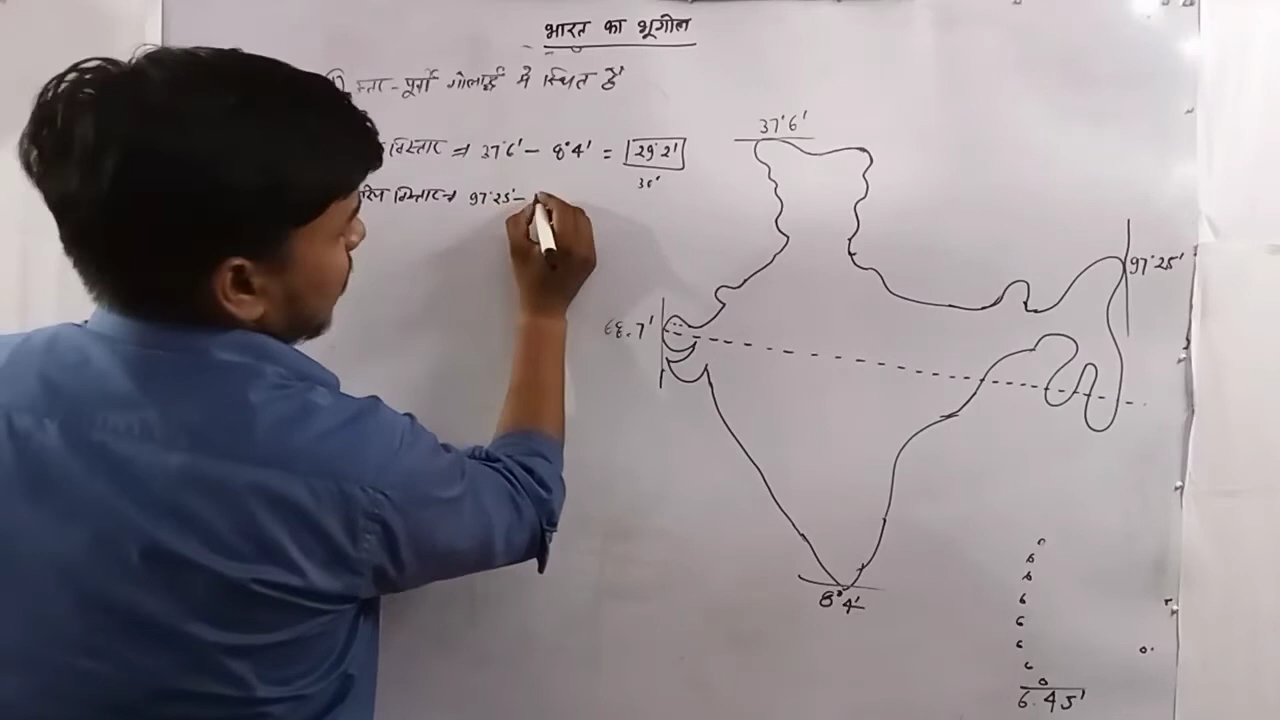 भारत का भूगोल
पूर्वी गोलार्द्ध में स्थित है
विस्तार ⇒ 37°6' - 8°4' = 29°2'
30'
विस्तार ⇒ 97°25' -
37°6'
97°25'
68.7'
8°4'
6.45'